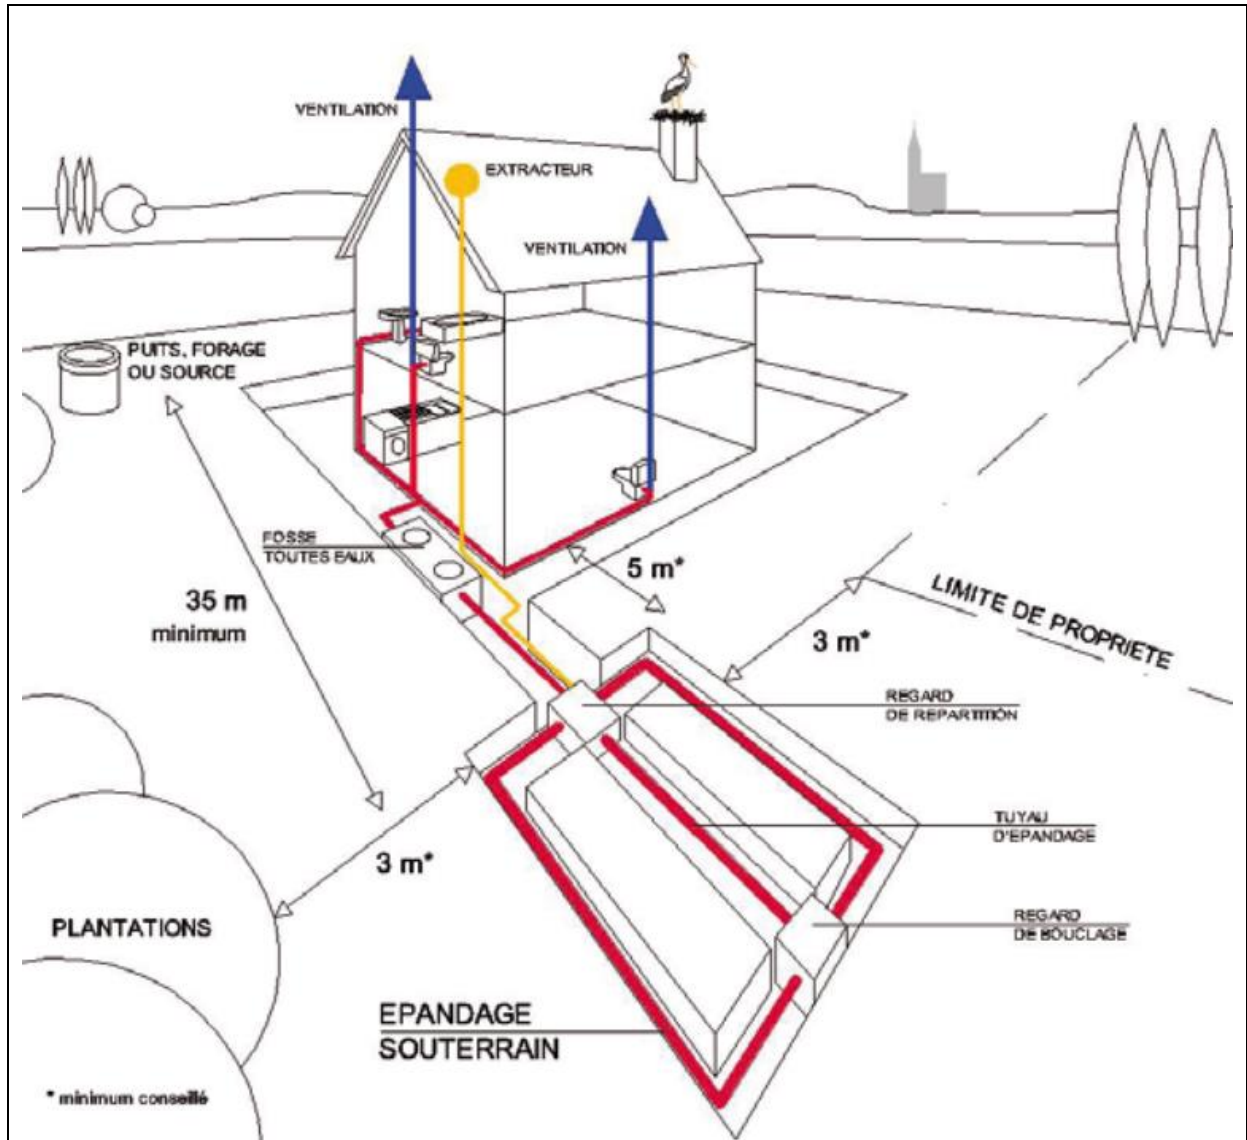 VENTILATION
EXTRACTEUR
VENTILATION
PUITS, FORAGE
OU SOURCE
FOSSE
TOUTES EAUX
5 m*
35 m
minimum
LIMITE DE PROPRIETE
3 m*
REGARD
DE REPARTITION
TUYAU
D'EPANDAGE
3 m*
REGARD
DE BOUCLAGE
PLANTATIONS
EPANDAGE
SOUTERRAIN
* minimum conseillé